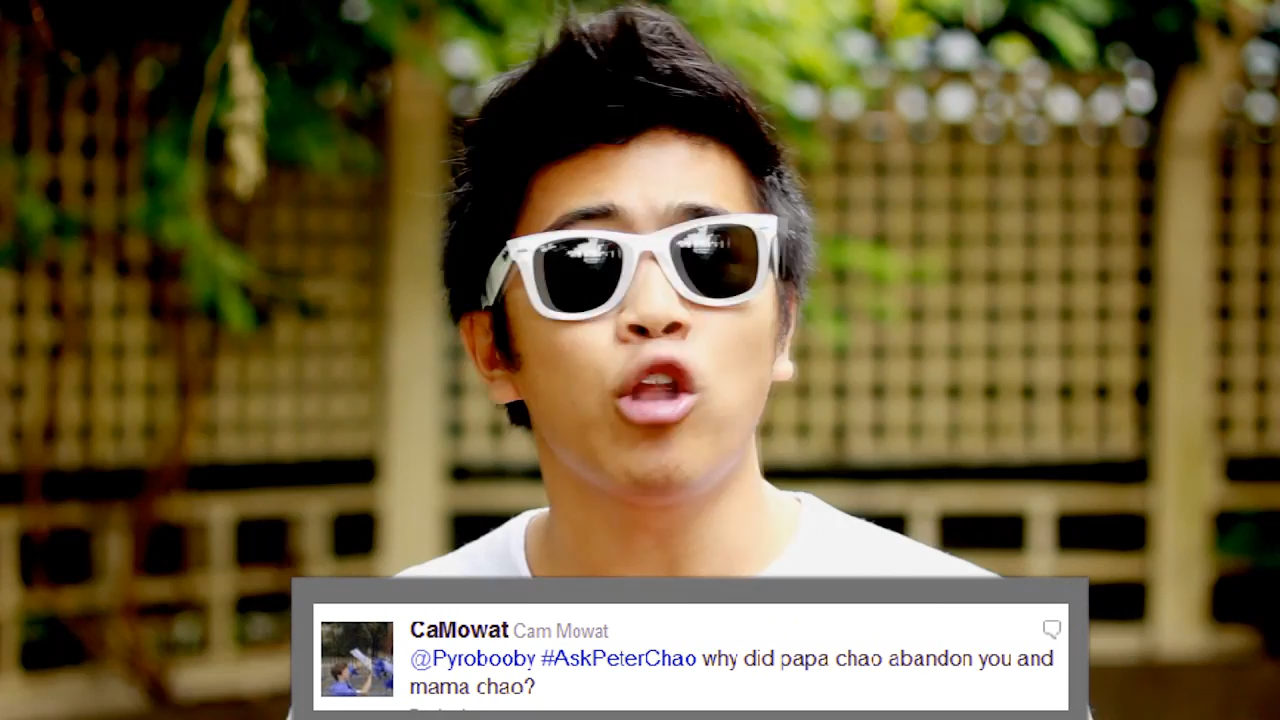 CaMowat Cam Mowat
@Pyrobooby #AskPeterChao why did papa chao abandon you and
mama chao?